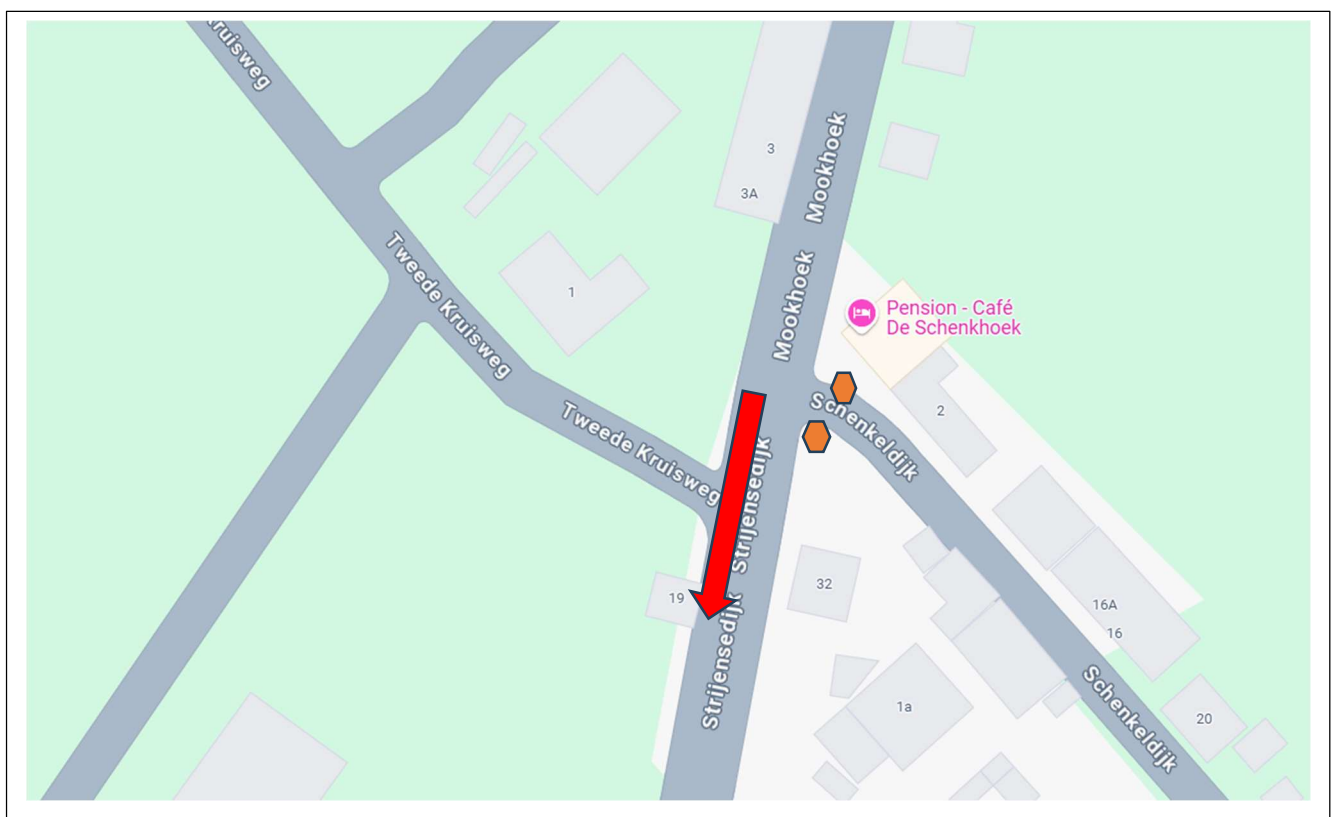 Kruisweg
Mookhoek
3
3A
Tweede Kruisweg
1
Mookhoek
Pension - Café
De Schenkhoek
Schenkeldijk
2
Tweede Kruisweg
Strijensedijk
32
19
16A
16
Strijensedijk
Schenkeldijk
1a
20